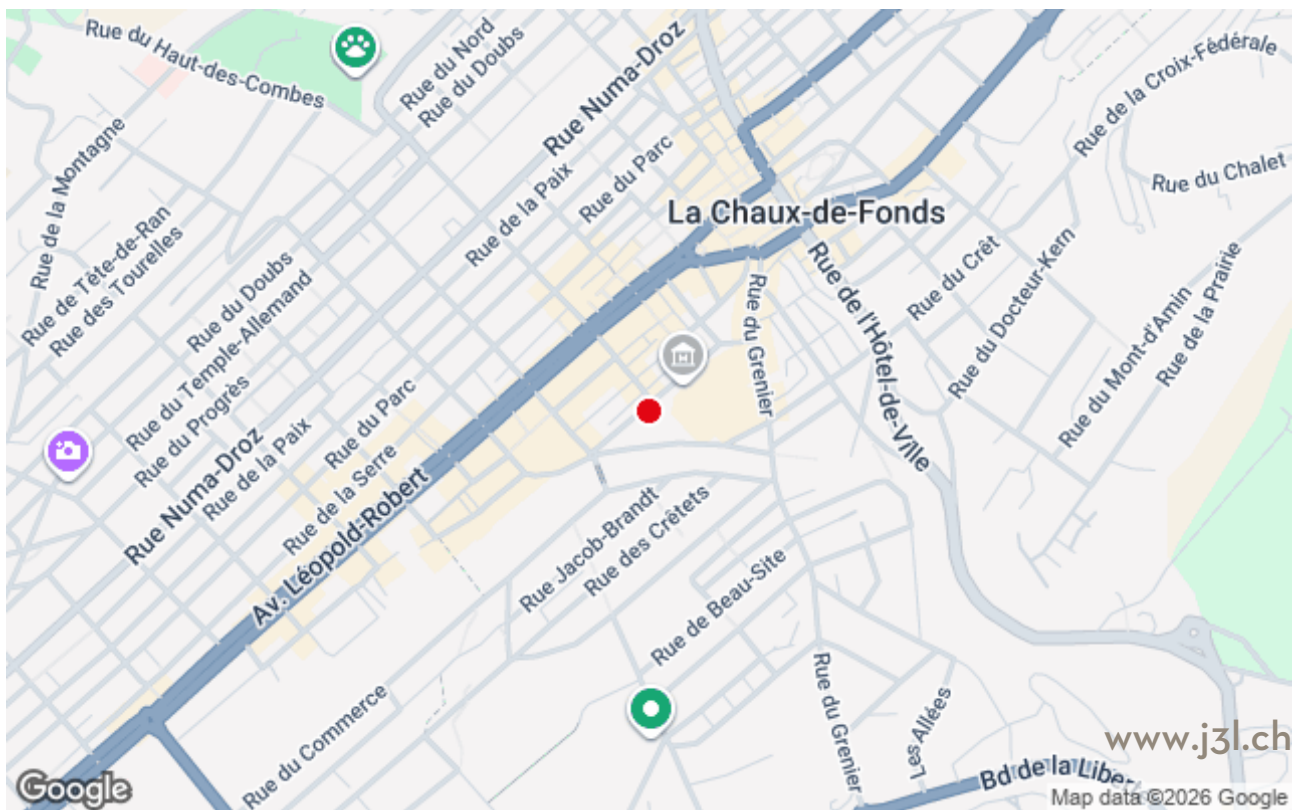 Rue du Haut-des-Combes
Rue du Nord
Rue du Doubs
Rue Numa-Droz
Rue de la Croix-Fédérale
Rue de la Montagne
Rue de la Paix
Rue du Parc
Rue du Chalet
La Chaux-de-Fonds
Rue de Tête-de-Ran
Rue des Tourelles
Rue du Doubs
Rue du Temple-Allemand
Rue du Progrès
Rue Numa-Droz
Rue de la Paix
Rue du Parc
Rue de la Serre
Av. Léopold-Robert
Rue du Grenier
Rue de l'Hôtel-de-Ville
Rue du Crêt
Rue du Docteur-Kern
Rue du Mont-d'Amin
Rue de la Prairie
Rue Jacob-Brandt
Rue des Crêtets
Rue de Beau-Site
Rue du Commerce
Rue du Grenier
Les Allées
www.j3l.ch
Bd de la Liber
Google
Map data ©2026 Google